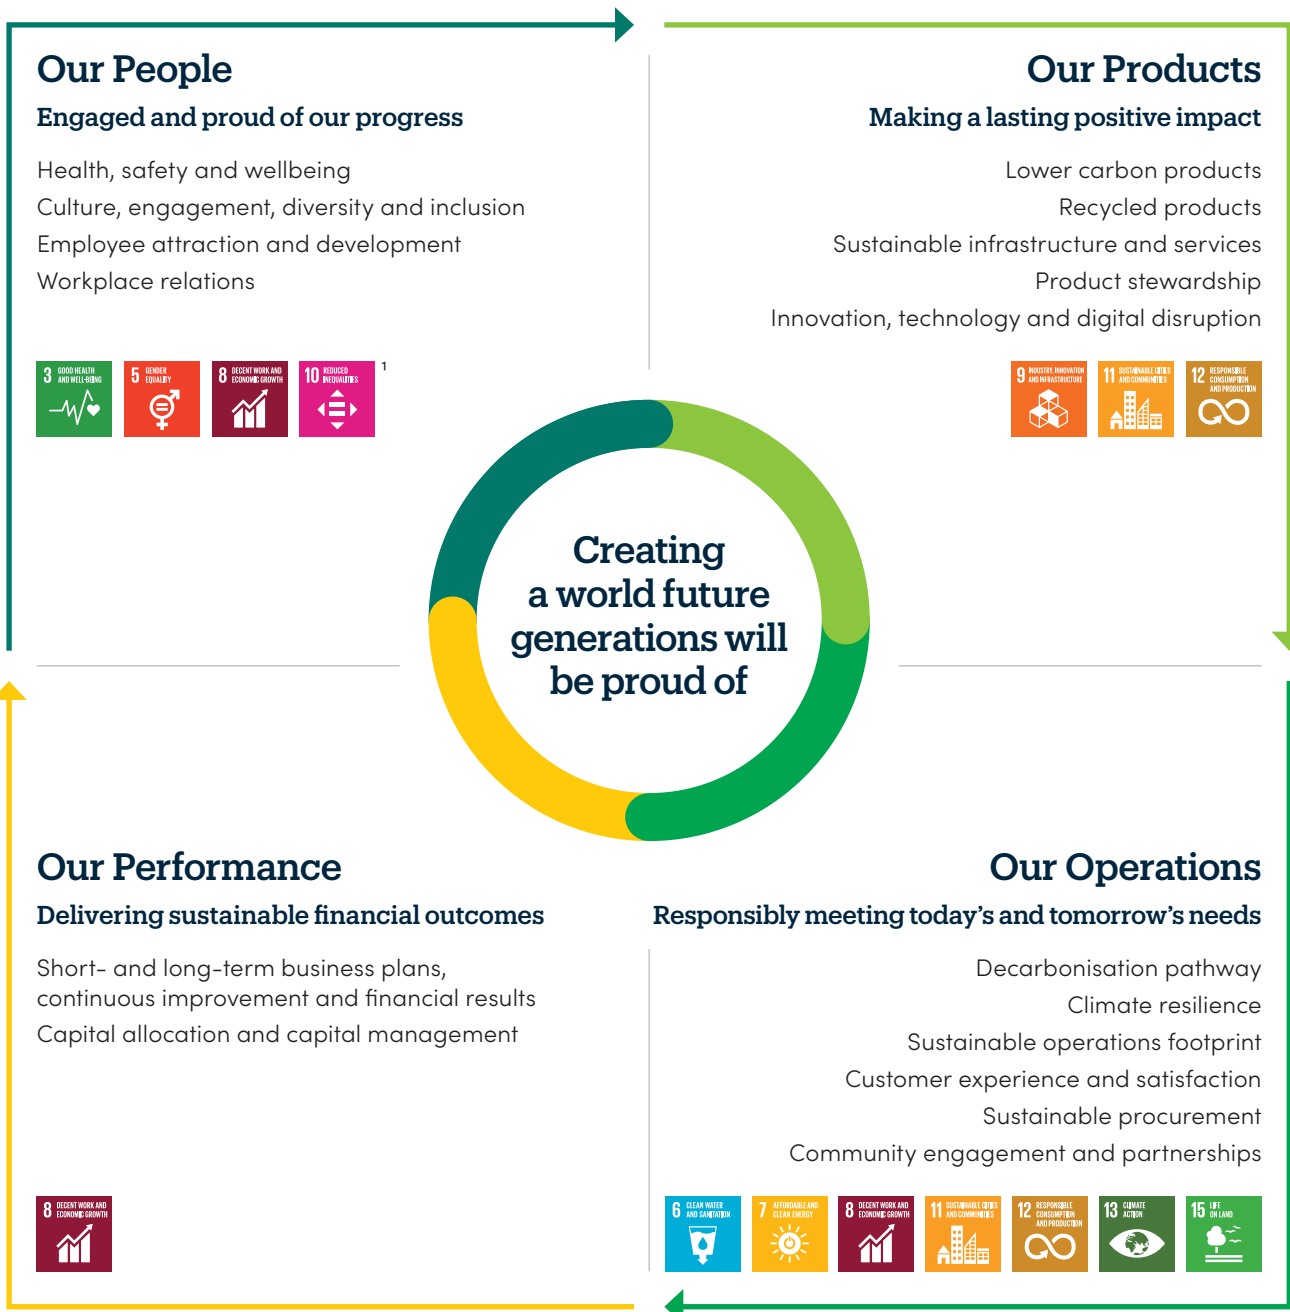 Our People
Engaged and proud of our progress
Health, safety and wellbeing
Culture, engagement, diversity and inclusion
Employee attraction and development
Workplace relations
3 GOOD HEALTH
AND WELL-BEING
5 GENDER
EQUALITY
8 DECENT WORK AND
ECONOMIC GROWTH
10 REDUCED
INEQUALITIES
1
Our Products
Making a lasting positive impact
Lower carbon products
Recycled products
Sustainable infrastructure and services
Product stewardship
Innovation, technology and digital disruption
9 INDUSTRY, INNOVATION
AND INFRASTRUCTURE
11 SUSTAINABLE CITIES
AND COMMUNITIES
12 RESPONSIBLE
CONSUMPTION
AND PRODUCTION
Creating
a world future
generations will
be proud of
Our Performance
Delivering sustainable financial outcomes
Short- and long-term business plans,
continuous improvement and financial results
Capital allocation and capital management
8 DECENT WORK AND
ECONOMIC GROWTH
Our Operations
Responsibly meeting today's and tomorrow's needs
Decarbonisation pathway
Climate resilience
Sustainable operations footprint
Customer experience and satisfaction
Sustainable procurement
Community engagement and partnerships
6 CLEAN WATER
AND SANITATION
7 AFFORDABLE AND
CLEAN ENERGY
8 DECENT WORK AND
ECONOMIC GROWTH
11 SUSTAINABLE CITIES
AND COMMUNITIES
12 RESPONSIBLE
CONSUMPTION
AND PRODUCTION
13 CLIMATE
ACTION
15 LIFE
ON LAND